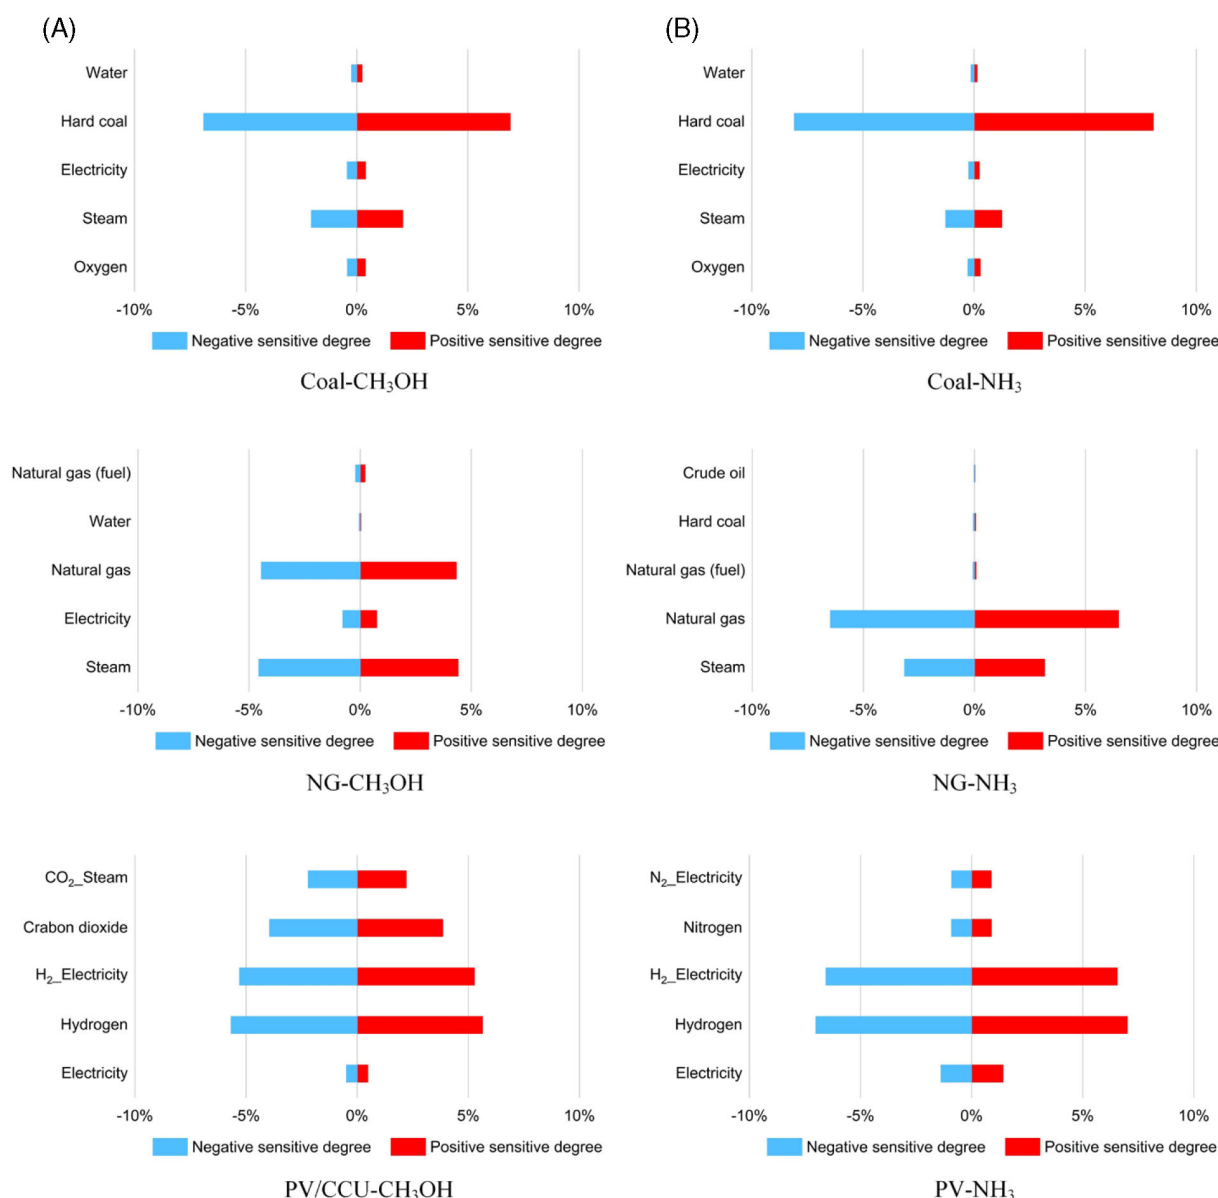 (A)
Water
Hard coal
Electricity
Steam
Oxygen
-10% -5% 0% 5% 10%
Negative sensitive degree Positive sensitive degree
Coal-CH₃OH
(B)
Water
Hard coal
Electricity
Steam
Oxygen
-10% -5% 0% 5% 10%
Negative sensitive degree Positive sensitive degree
Coal-NH₃
Natural gas (fuel)
Water
Natural gas
Electricity
Steam
-10% -5% 0% 5% 10%
Negative sensitive degree Positive sensitive degree
NG-CH₃OH
Crude oil
Hard coal
Natural gas (fuel)
Natural gas
Steam
-10% -5% 0% 5% 10%
Negative sensitive degree Positive sensitive degree
NG-NH₃
CO₂_Steam
Crabon dioxide
H₂_Electricity
Hydrogen
Electricity
-10% -5% 0% 5% 10%
Negative sensitive degree Positive sensitive degree
PV/CCU-CH₃OH
N₂_Electricity
Nitrogen
H₂_Electricity
Hydrogen
Electricity
-10% -5% 0% 5% 10%
Negative sensitive degree Positive sensitive degree
PV-NH₃